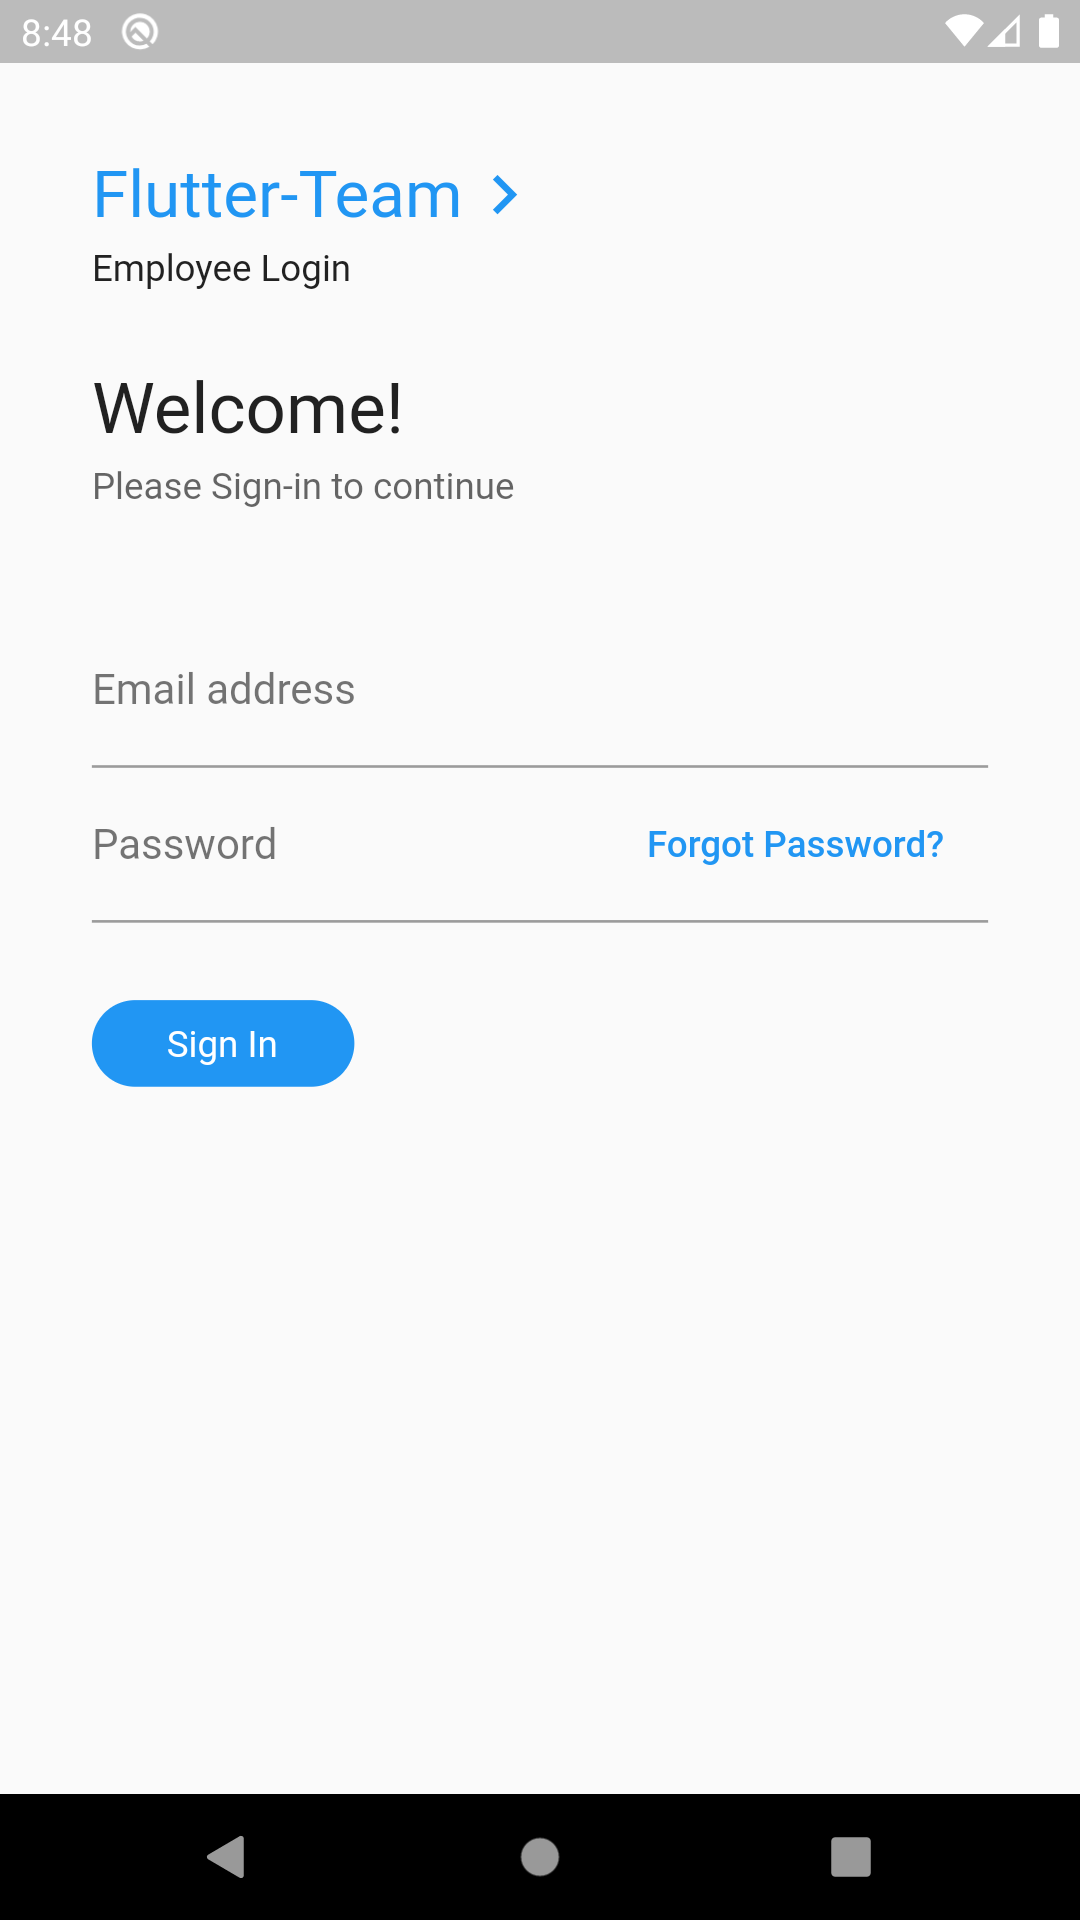 8:48
Flutter-Team
Employee Login
Welcome!
Please Sign-in to continue
Email address
Password Forgot Password?
Sign In